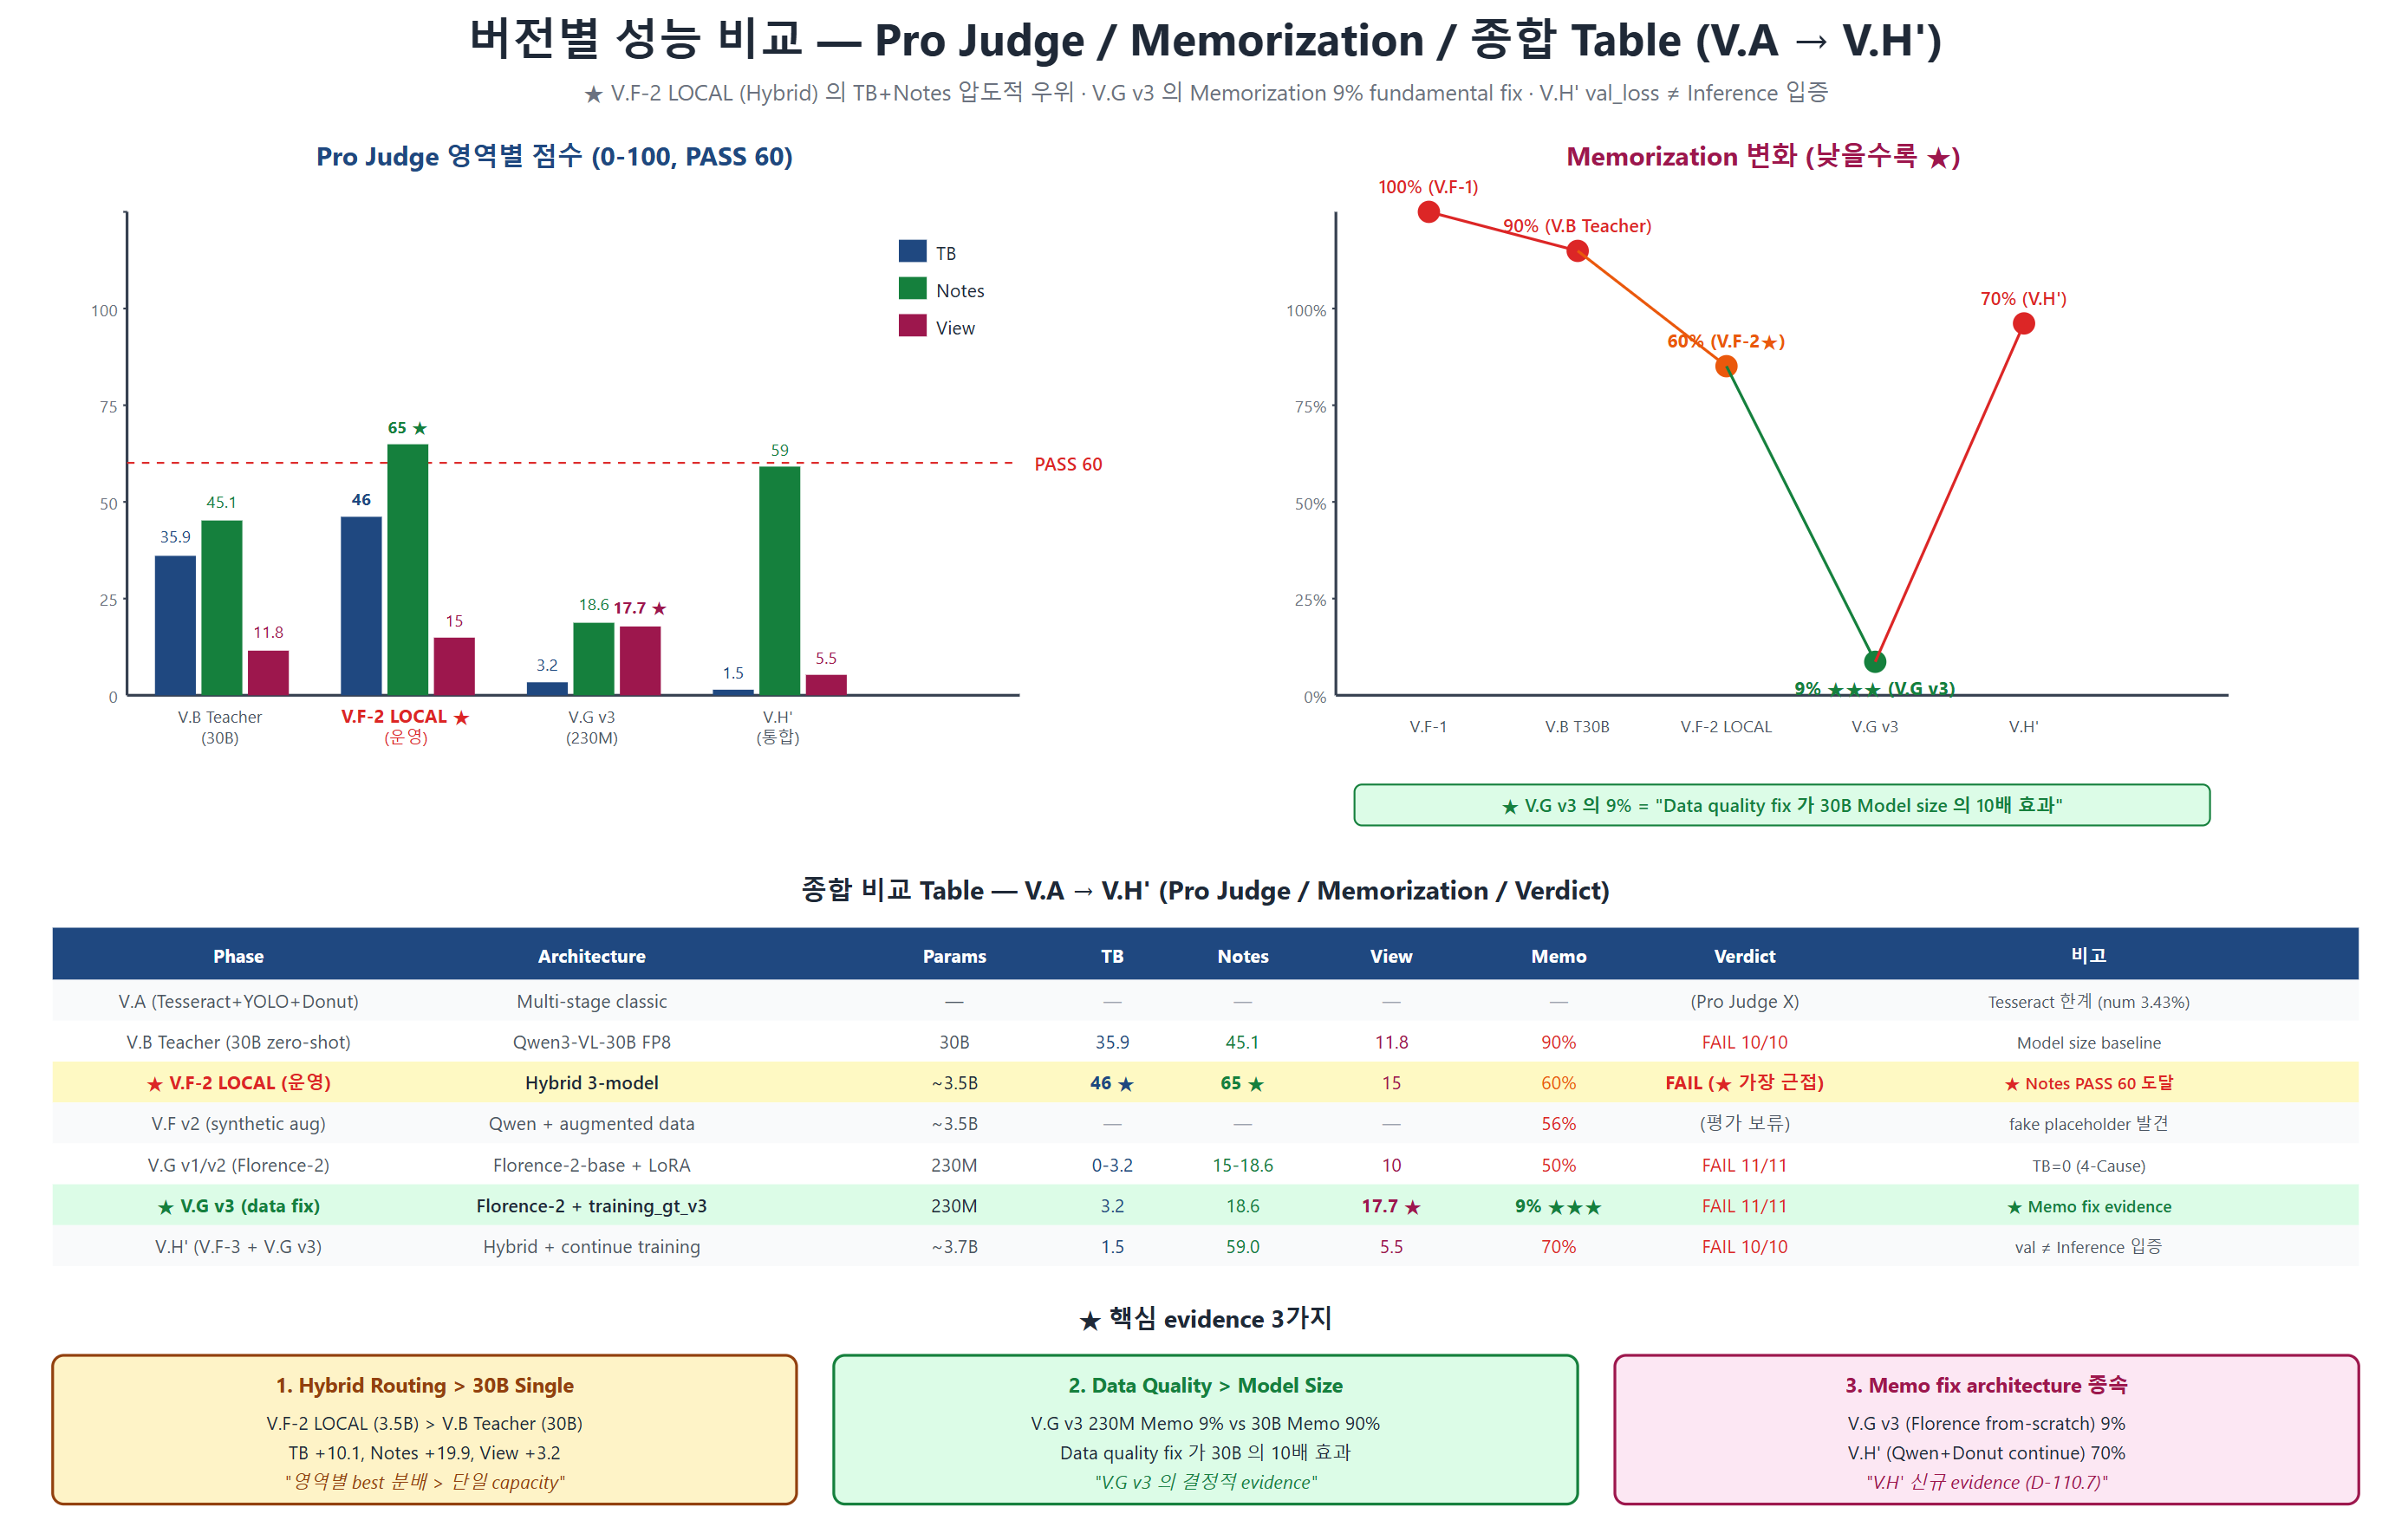 버전별 성능 비교 — Pro Judge / Memorization / 종합 Table (V.A → V.H')
★ V.F-2 LOCAL (Hybrid) 의 TB+Notes 압도적 우위 · V.G v3 의 Memorization 9% fundamental fix · V.H' val_loss ≠ Inference 입증
Pro Judge 영역별 점수 (0-100, PASS 60)
TB
Notes
View
100
75
50
25
0
PASS 60
35.9
45.1
11.8
46
65 ★
15
3.2
18.6
17.7 ★
1.5
59
5.5
V.B Teacher
(30B)
V.F-2 LOCAL ★
(운영)
V.G v3
(230M)
V.H'
(통합)
Memorization 변화 (낮을수록 ★)
100% (V.F-1)
90% (V.B Teacher)
60% (V.F-2★)
9% ★★★ (V.G v3)
70% (V.H')
100%
75%
50%
25%
0%
V.F-1
V.B T30B
V.F-2 LOCAL
V.G v3
V.H'
★ V.G v3 의 9% = "Data quality fix 가 30B Model size 의 10배 효과"
종합 비교 Table — V.A → V.H' (Pro Judge / Memorization / Verdict)
Phase Architecture Params TB Notes View Memo Verdict 비고
V.A (Tesseract+YOLO+Donut) Multi-stage classic — — — — — (Pro Judge X) Tesseract 한계 (num 3.43%)
V.B Teacher (30B zero-shot) Qwen3-VL-30B FP8 30B 35.9 45.1 11.8 90% FAIL 10/10 Model size baseline
★ V.F-2 LOCAL (운영) Hybrid 3-model ~3.5B 46 ★ 65 ★ 15 60% FAIL (★ 가장 근접) ★ Notes PASS 60 도달
V.F v2 (synthetic aug) Qwen + augmented data ~3.5B — — — 56% (평가 보류) fake placeholder 발견
V.G v1/v2 (Florence-2) Florence-2-base + LoRA 230M 0-3.2 15-18.6 10 50% FAIL 11/11 TB=0 (4-Cause)
★ V.G v3 (data fix) Florence-2 + training_gt_v3 230M 3.2 18.6 17.7 ★ 9% ★★★ FAIL 11/11 ★ Memo fix evidence
V.H' (V.F-3 + V.G v3) Hybrid + continue training ~3.7B 1.5 59.0 5.5 70% FAIL 10/10 val ≠ Inference 입증
★ 핵심 evidence 3가지
1. Hybrid Routing > 30B Single
V.F-2 LOCAL (3.5B) > V.B Teacher (30B)
TB +10.1, Notes +19.9, View +3.2
"영역별 best 분배 > 단일 capacity"
2. Data Quality > Model Size
V.G v3 230M Memo 9% vs 30B Memo 90%
Data quality fix 가 30B 의 10배 효과
"V.G v3 의 결정적 evidence"
3. Memo fix architecture 종속
V.G v3 (Florence from-scratch) 9%
V.H' (Qwen+Donut continue) 70%
"V.H' 신규 evidence (D-110.7)"